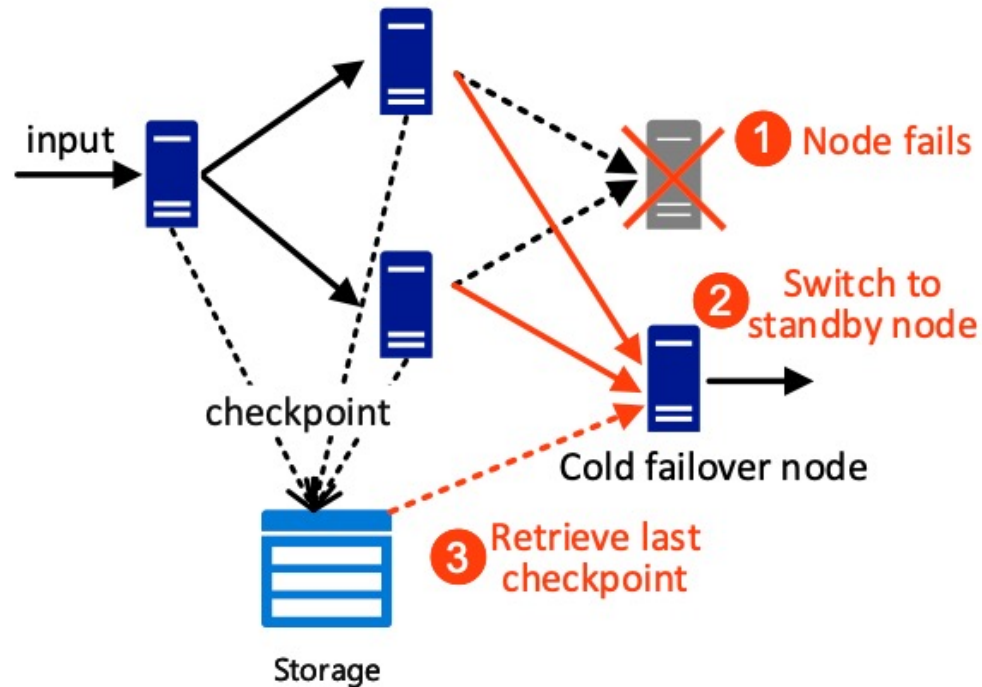 input
1 Node fails
2 Switch to
standby node
checkpoint
Cold failover node
3 Retrieve last
checkpoint
Storage